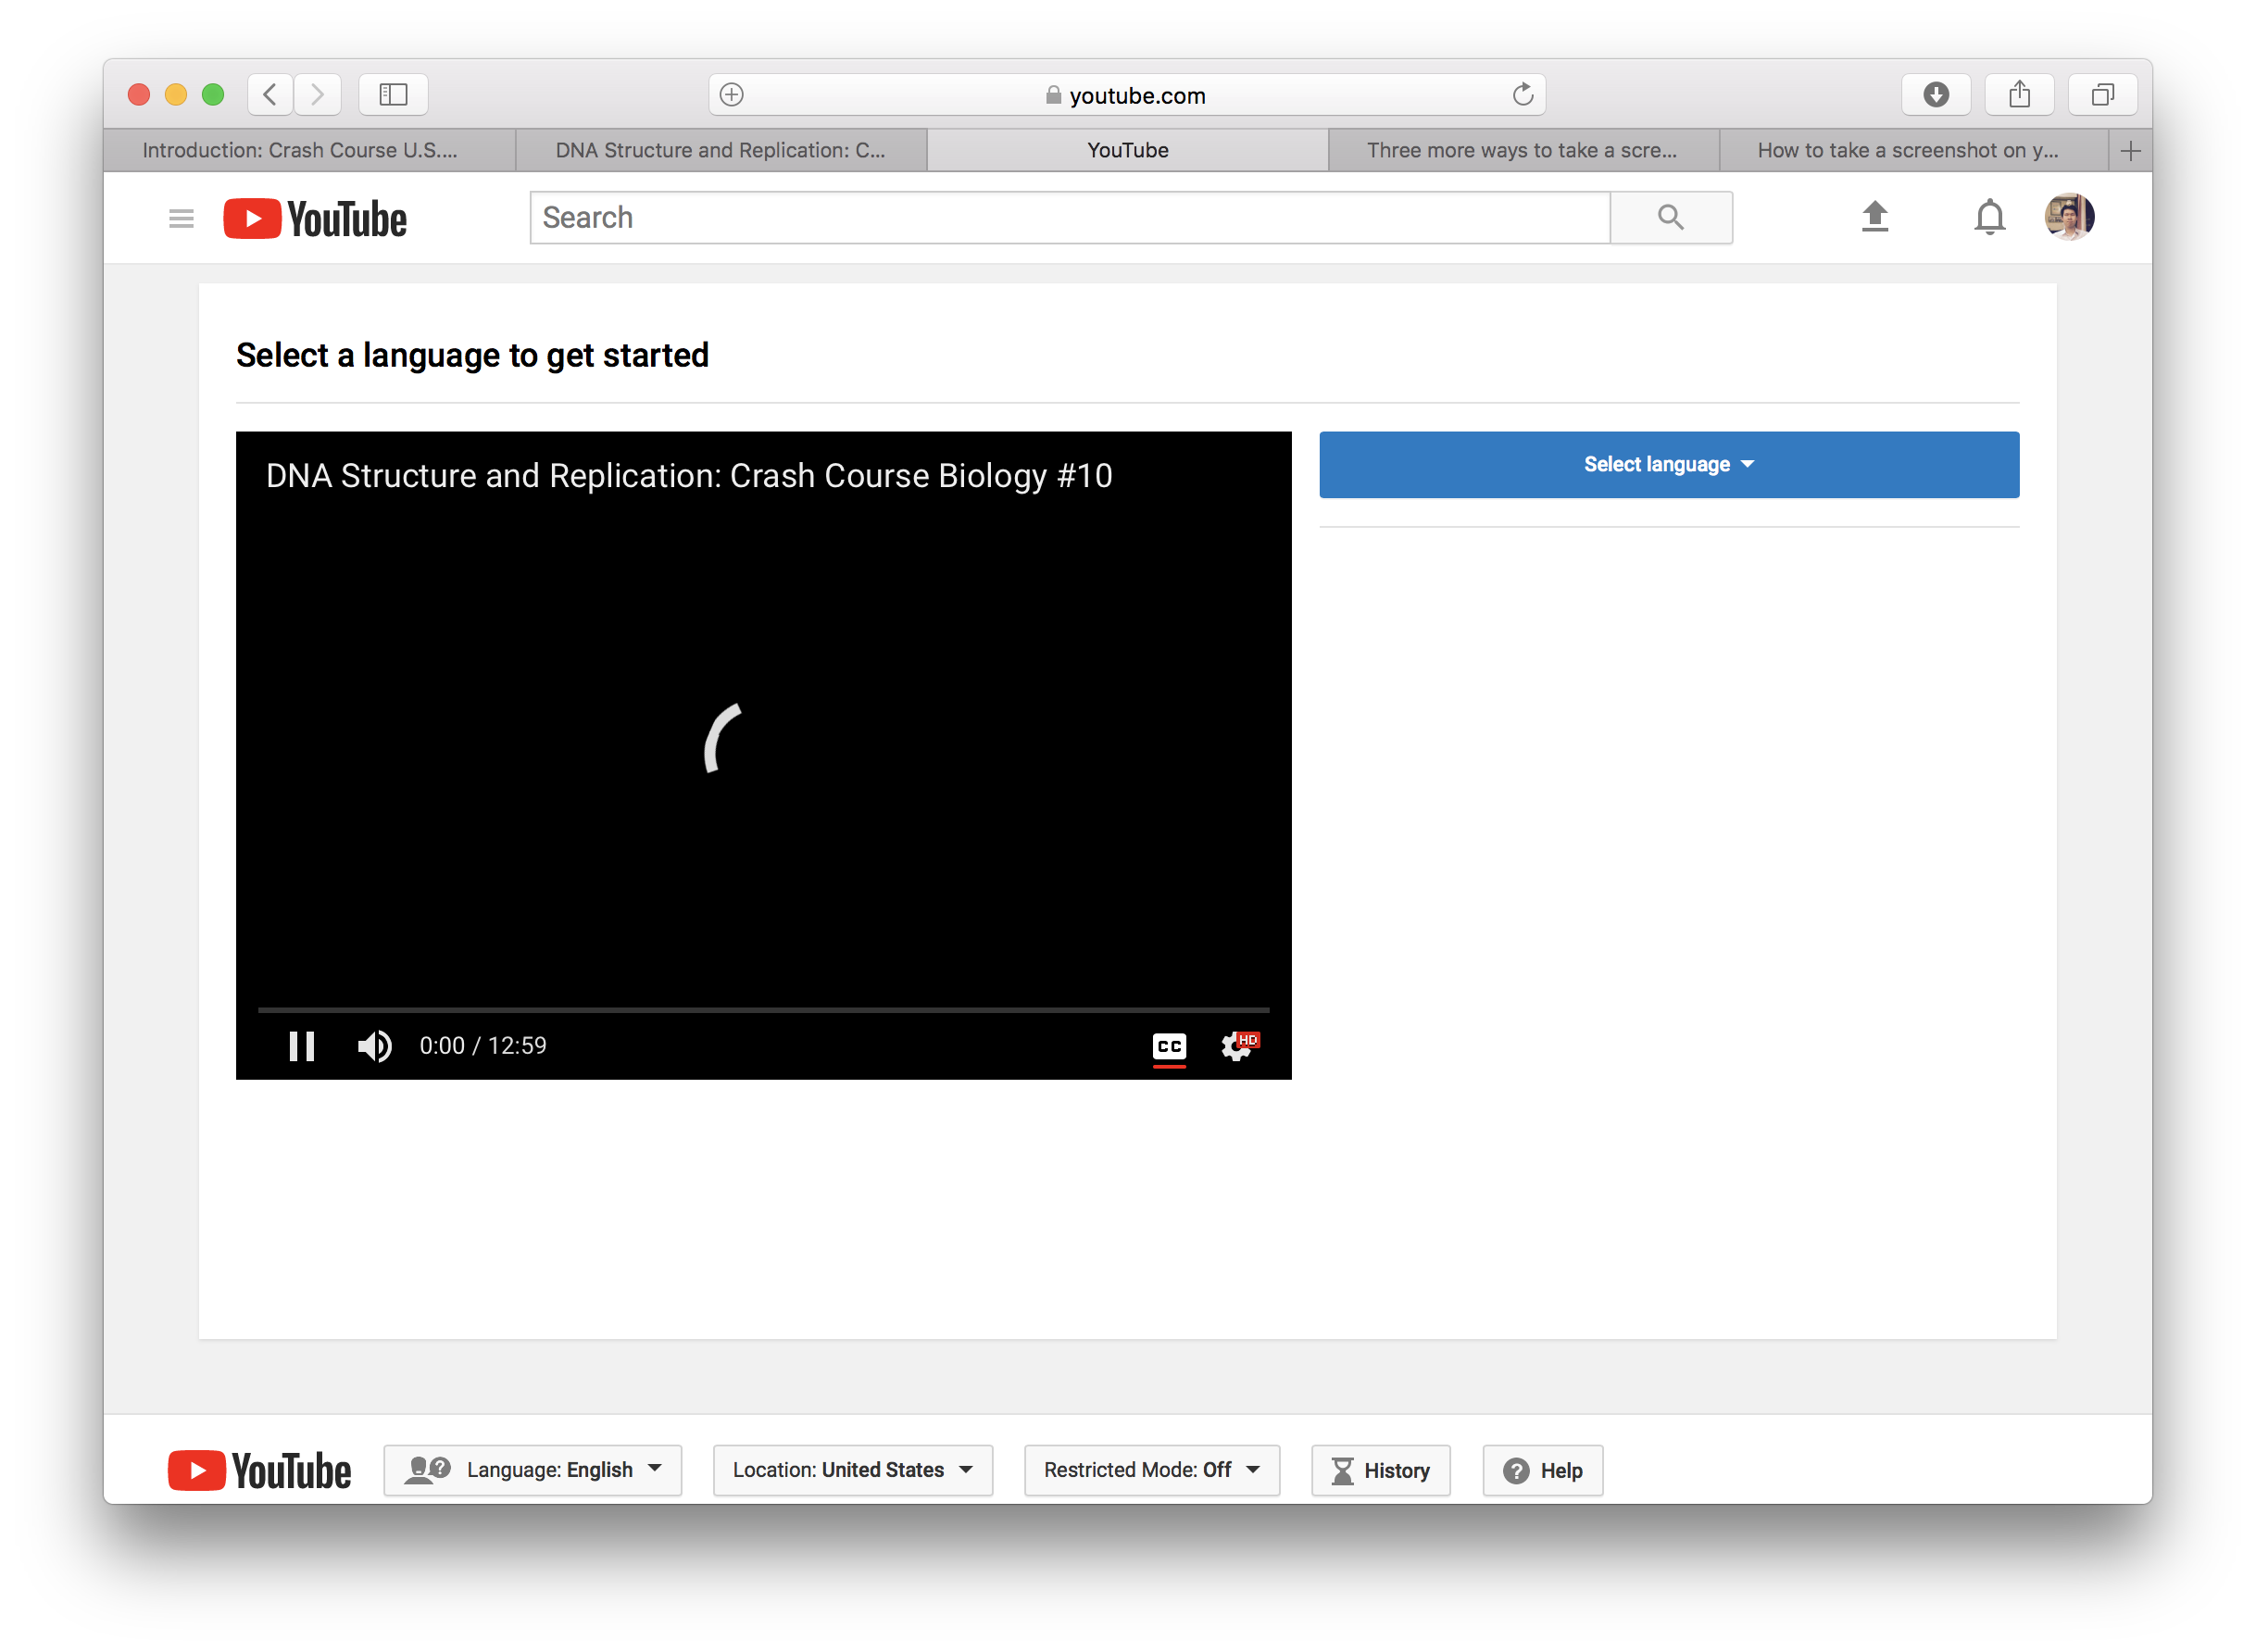 youtube.com
Introduction: Crash Course U.S....
DNA Structure and Replication: C...
YouTube
Three more ways to take a scre...
How to take a screenshot on y...
YouTube
Search
Select a language to get started
DNA Structure and Replication: Crash Course Biology #10
Select language
0:00 / 12:59
CC
HD
YouTube
Language: English
Location: United States
Restricted Mode: Off
History
Help